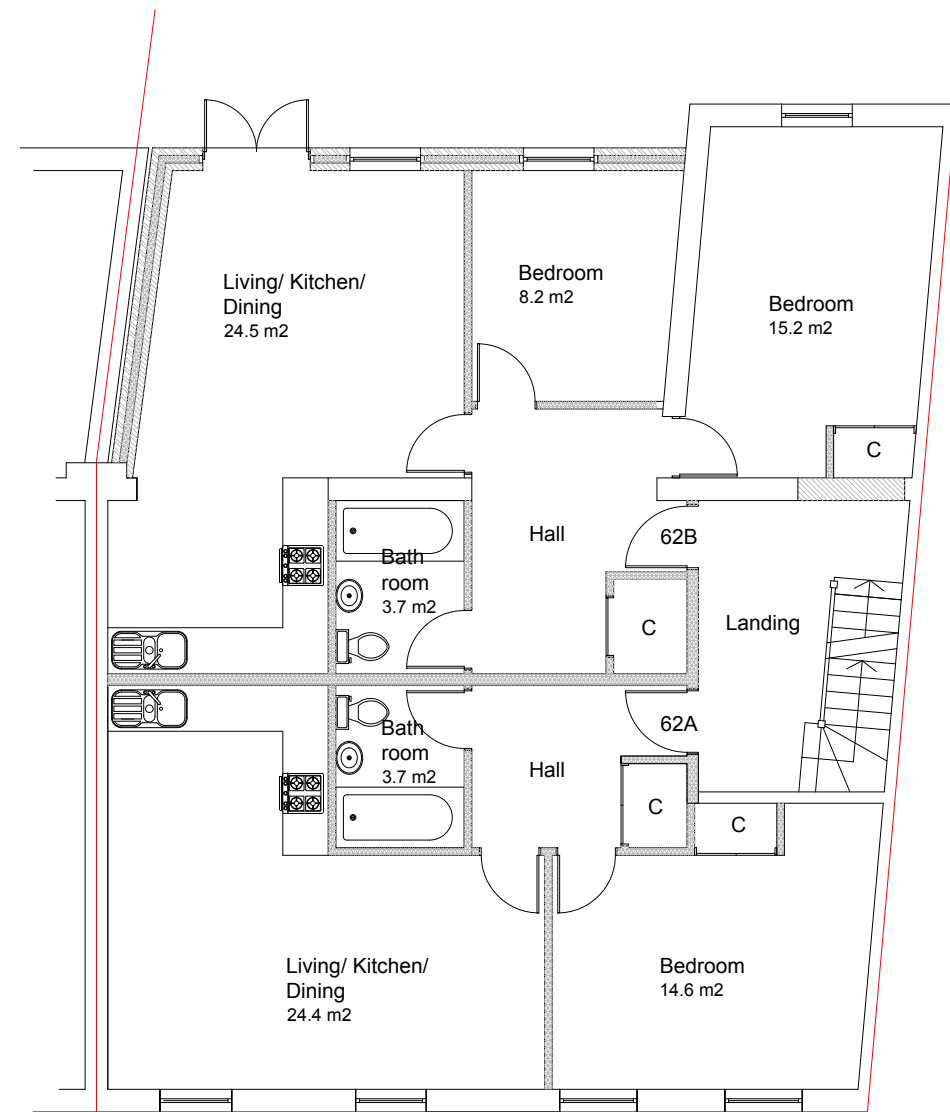 Living/ Kitchen/
Dining
24.5 m2
Bedroom
8.2 m2
Bedroom
15.2 m2
C
Hall
62B
Bath
room
3.7 m2
C
Landing
62A
Bath
room
3.7 m2
Hall
C
C
Living/ Kitchen/
Dining
24.4 m2
Bedroom
14.6 m2